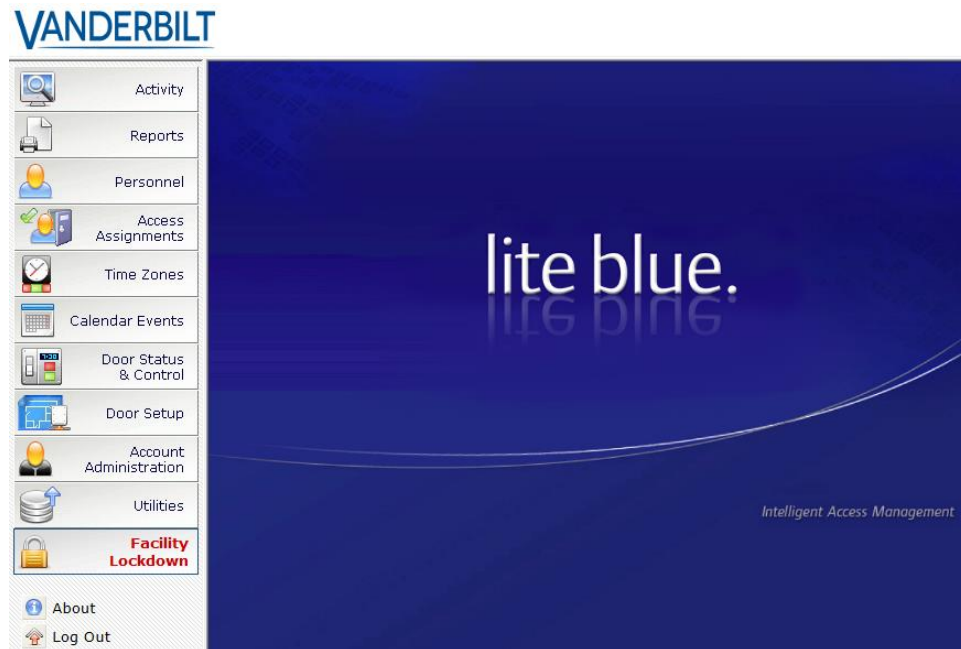 VANDERBILT
Activity
Reports
Personnel
Access
Assignments
Time Zones
Calendar Events
Door Status
& Control
Door Setup
Account
Administration
Utilities
Facility
Lockdown
About
Log Out
lite blue.
Intelligent Access Management